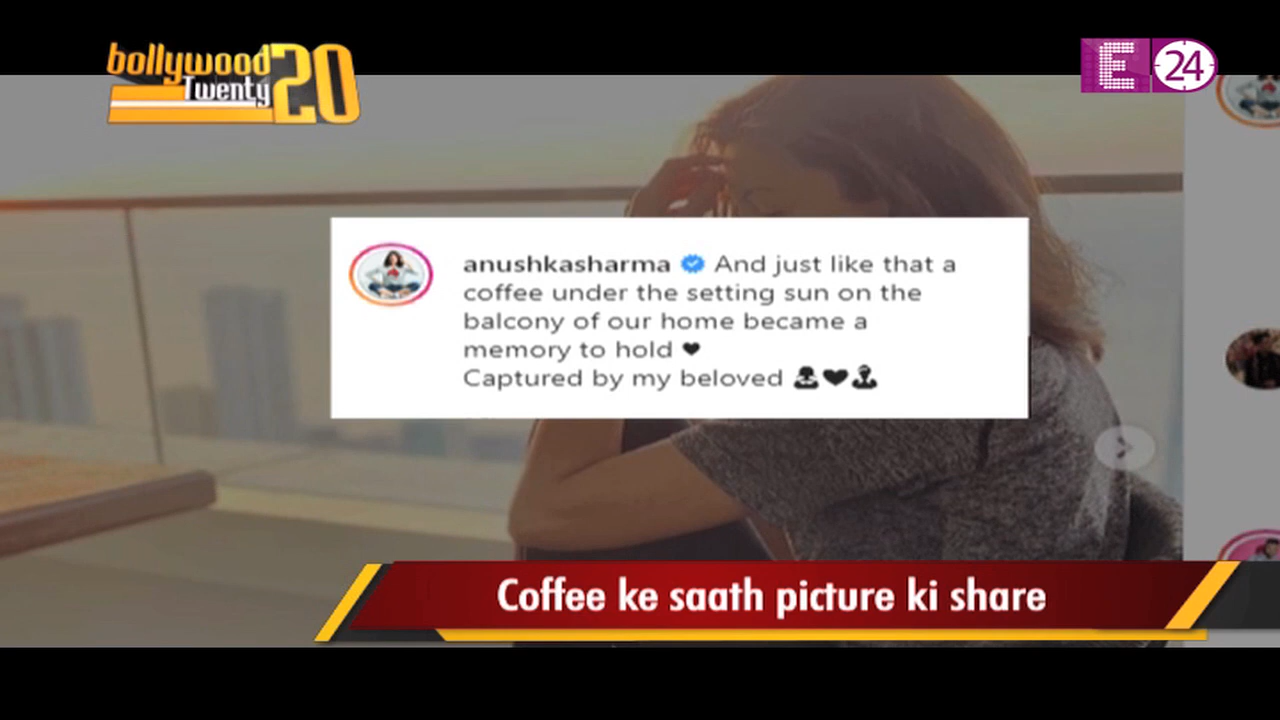 bollywood
Twenty 20
E 24
anushkasharma And just like that a
coffee under the setting sun on the
balcony of our home became a
memory to hold
Captured by my beloved
Coffee ke saath picture ki share